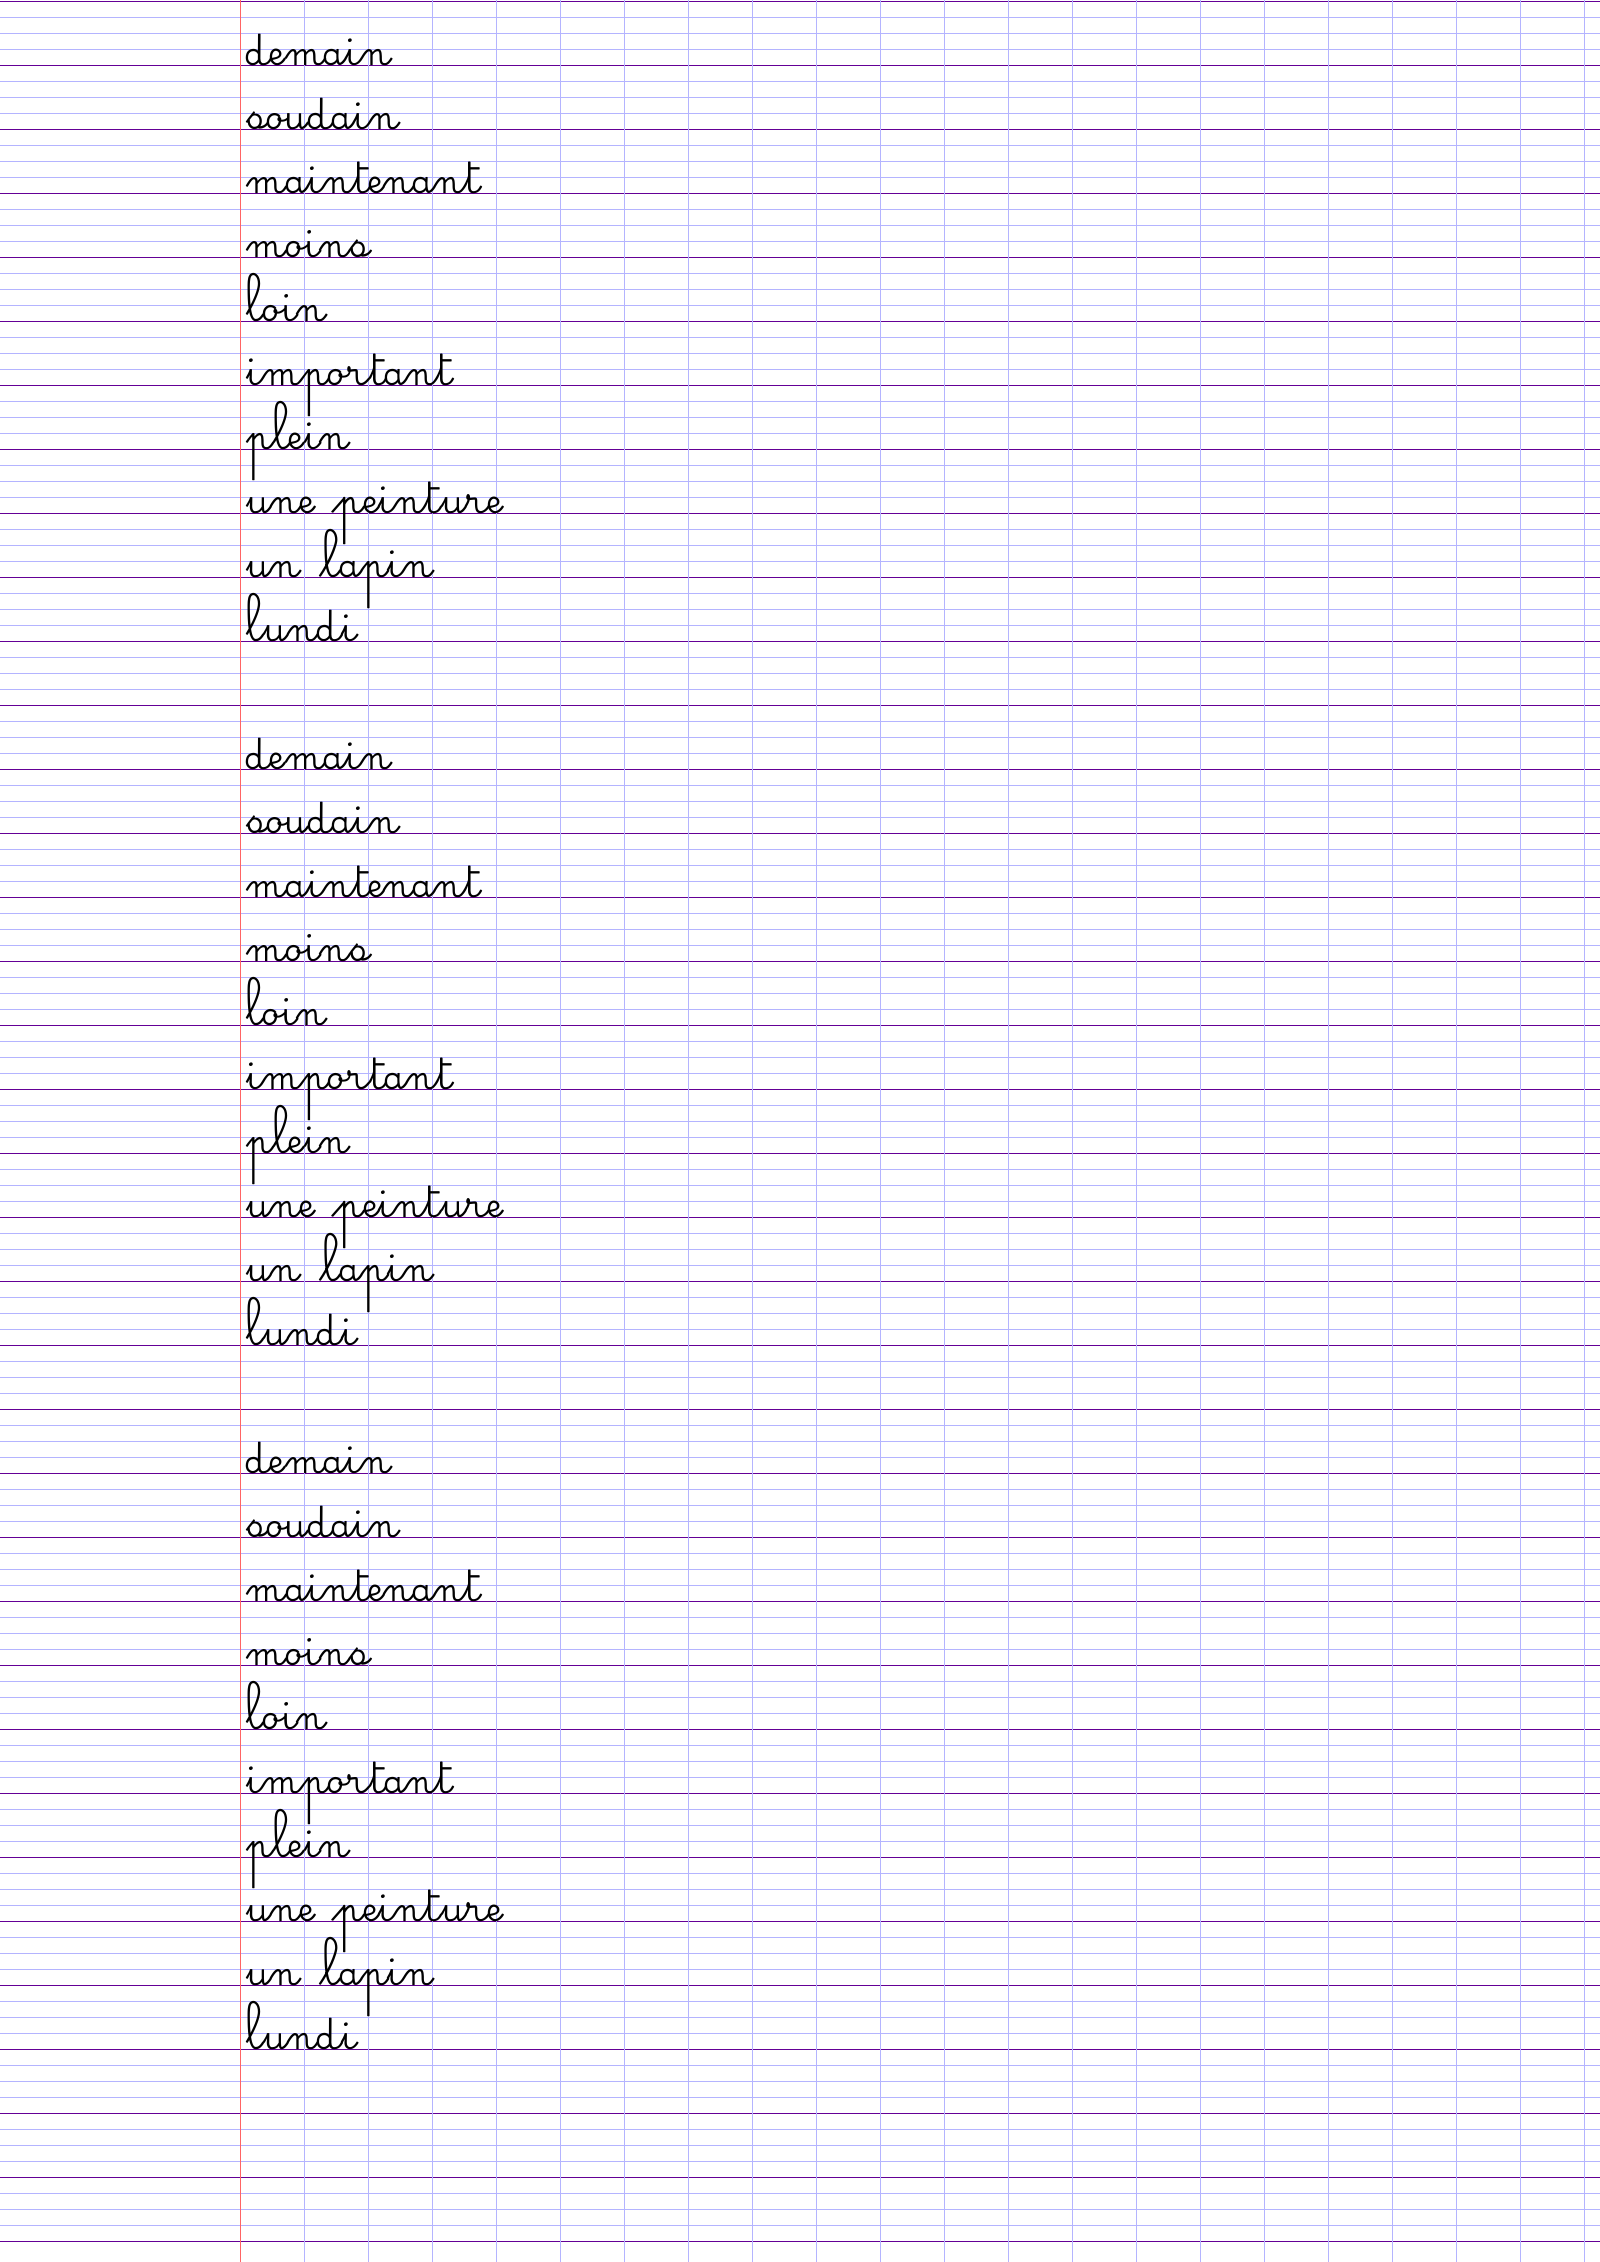 demain
soudain
maintenant
moins
loin
important
plein
une peinture
un lapin
lundi
demain
soudain
maintenant
moins
loin
important
plein
une peinture
un lapin
lundi
demain
soudain
maintenant
moins
loin
important
plein
une peinture
un lapin
lundi